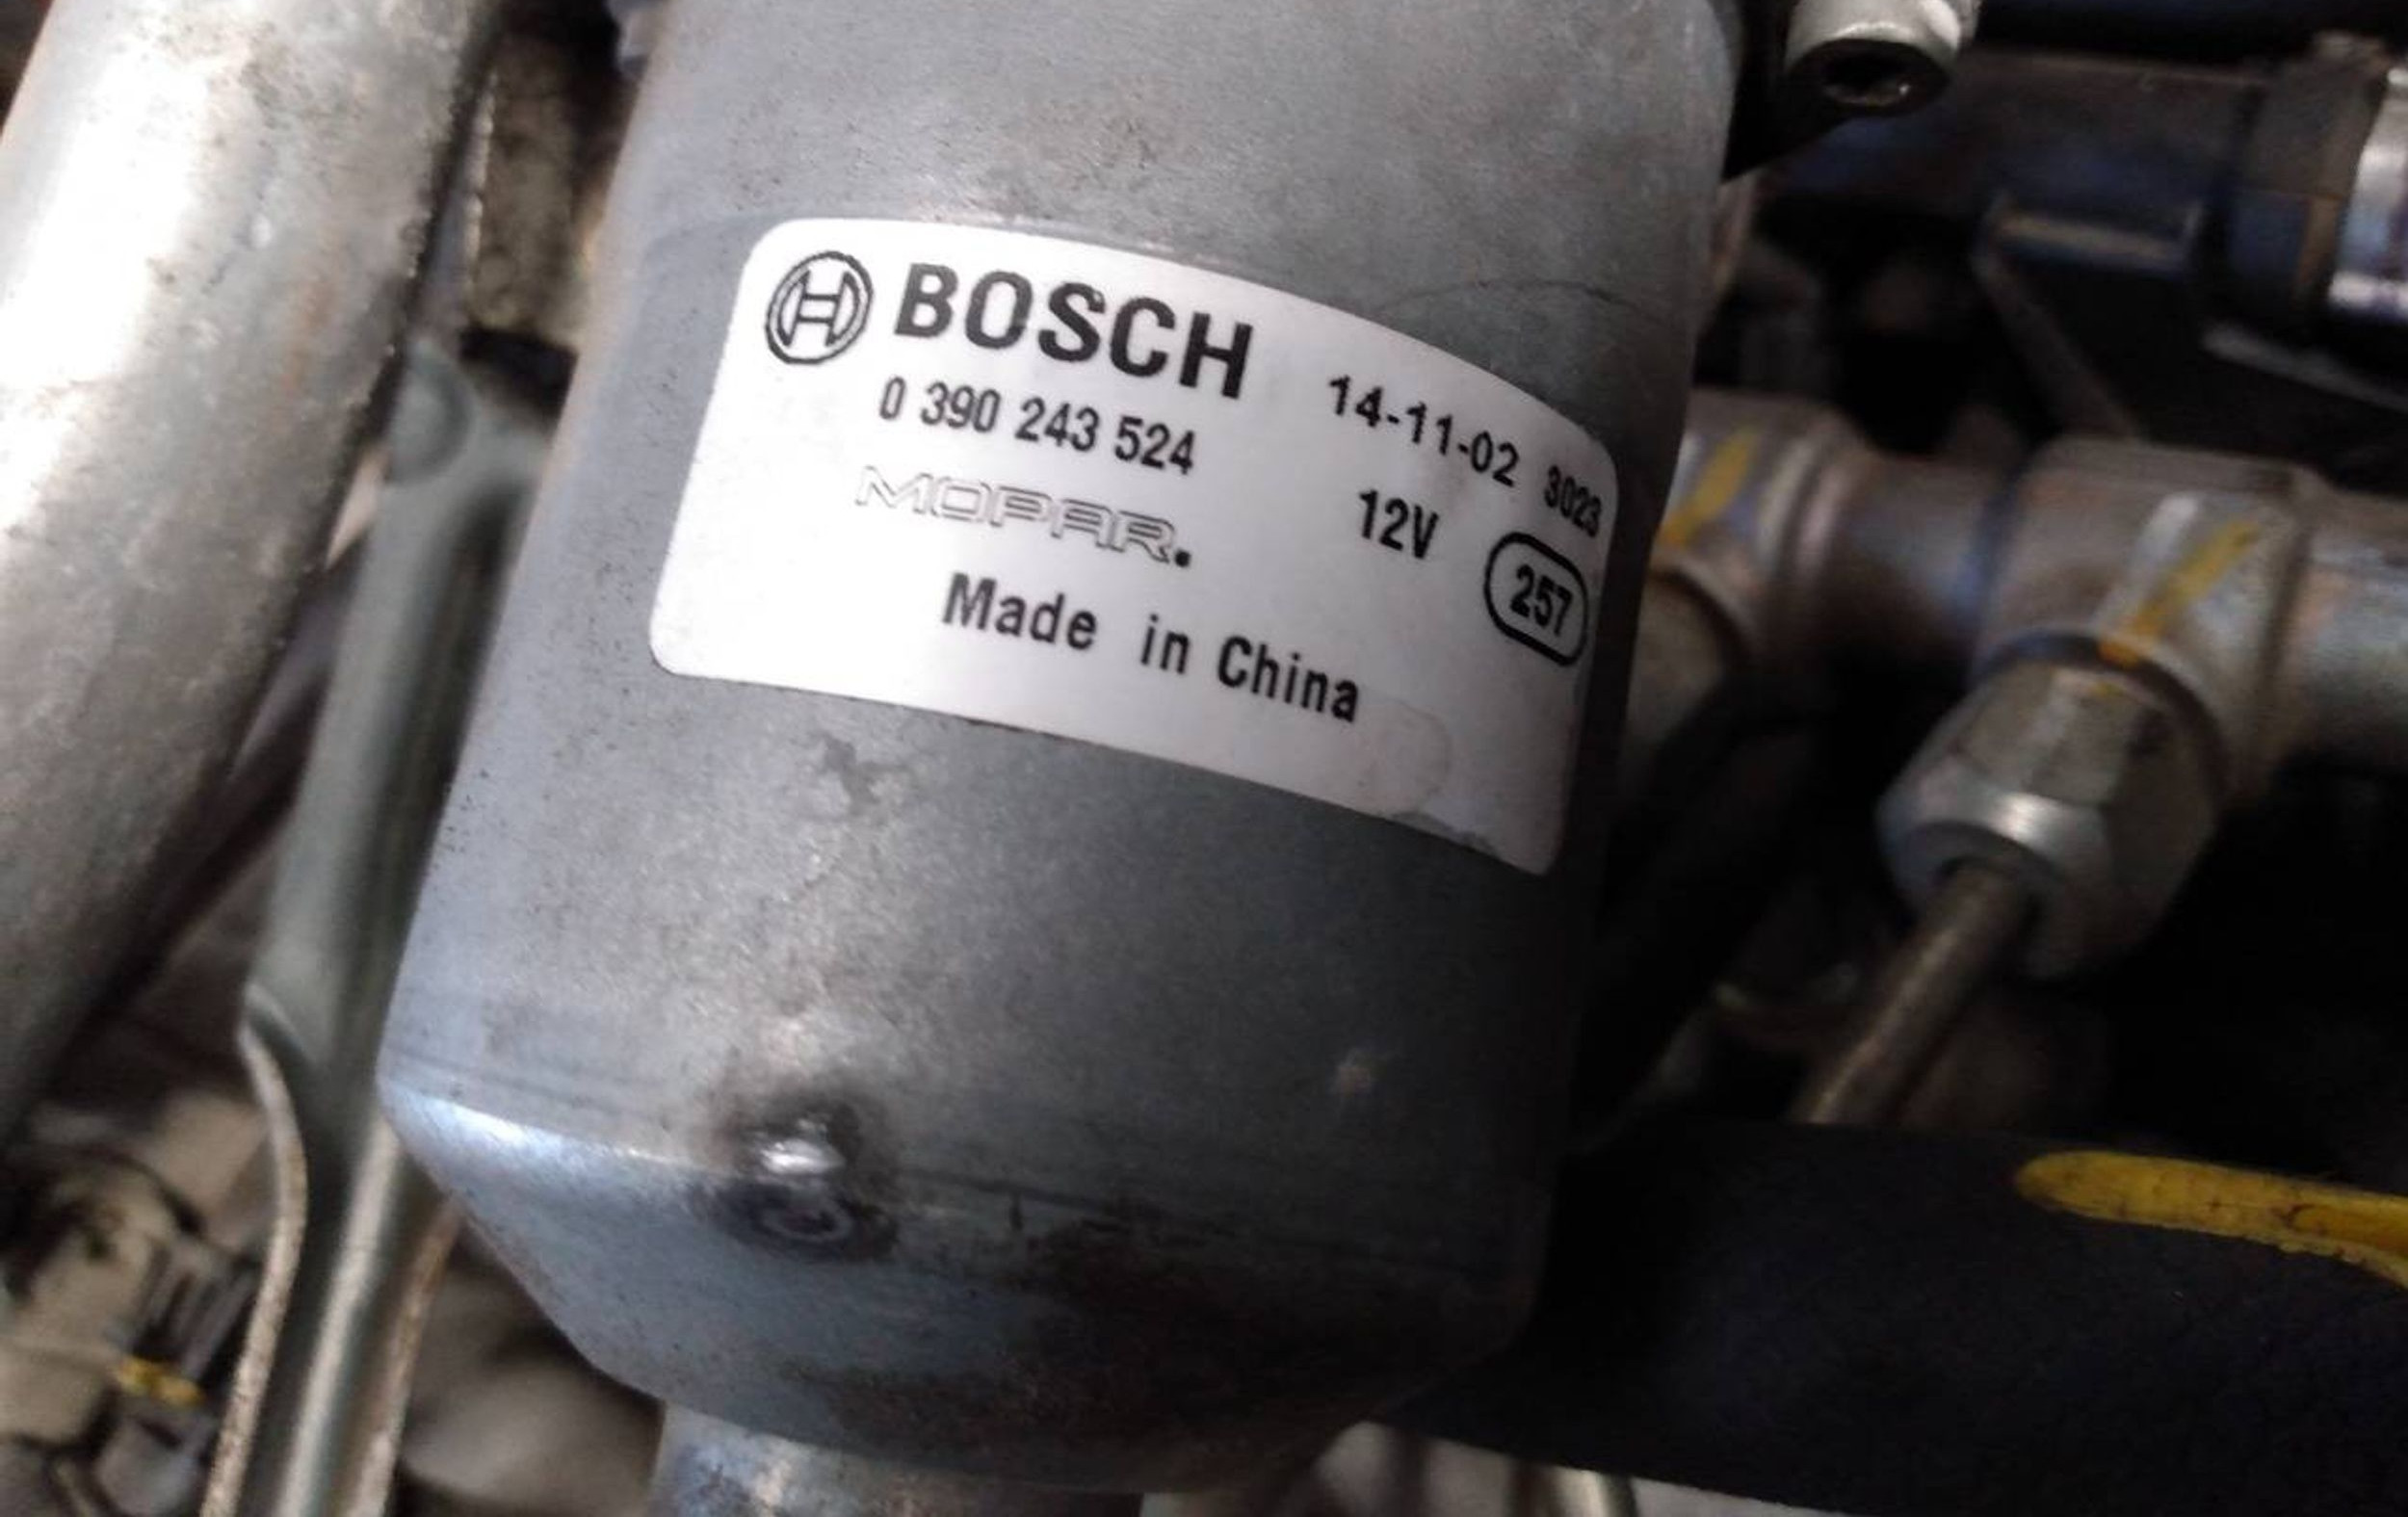 BOSCH
0 390 243 524
14-11-02 3023
MOPAR.
12V
257
Made in China